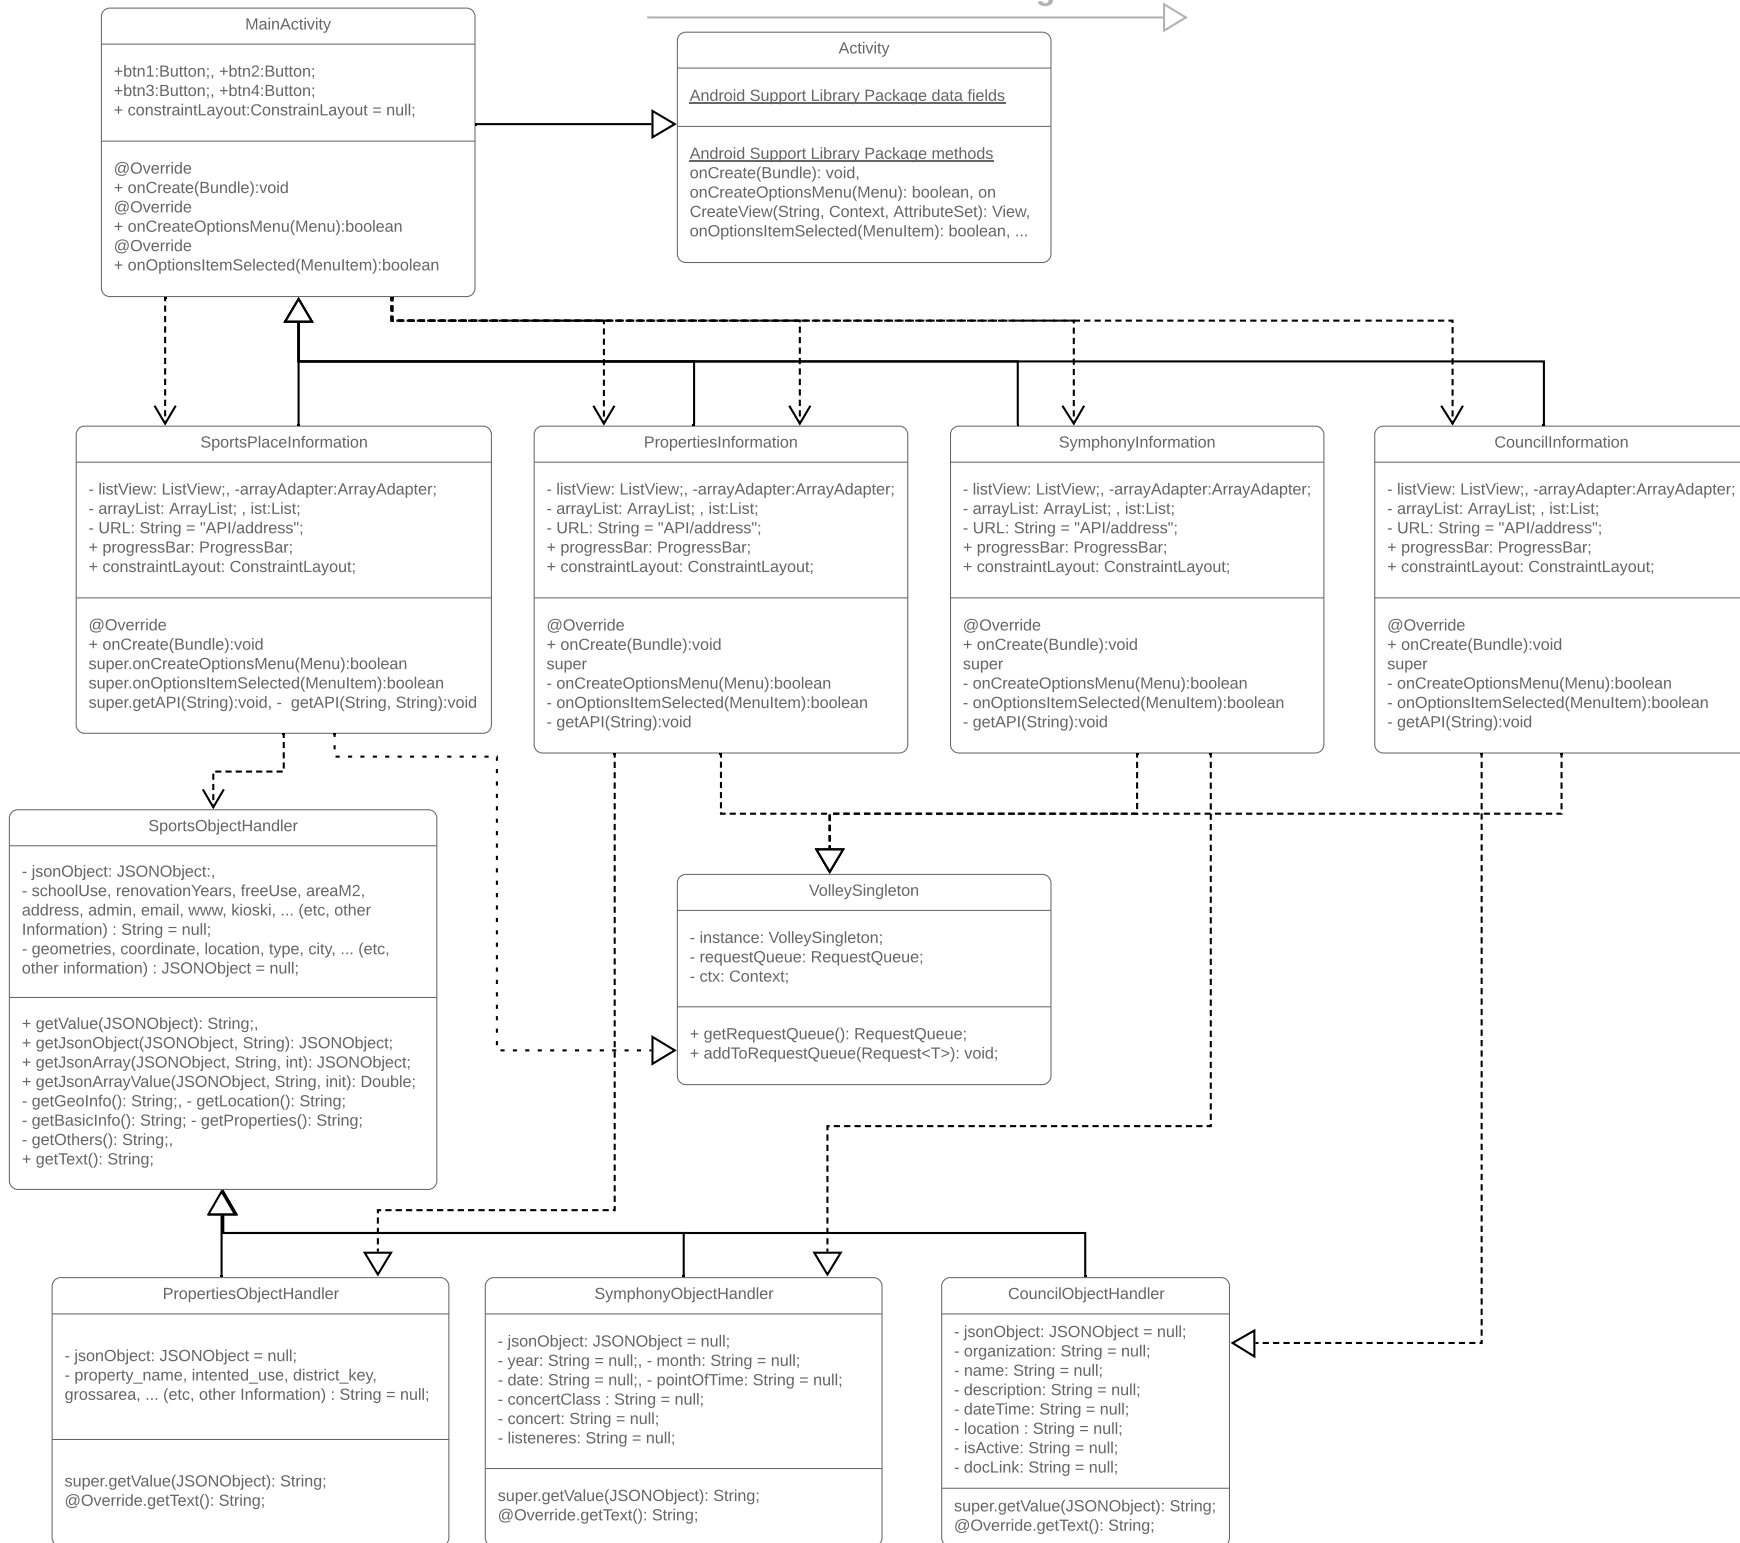 MainActivity
+btn1:Button;, +btn2:Button;
+btn3:Button;, +btn4:Button;
+ constraintLayout:ConstrainLayout = null;
@Override
+ onCreate(Bundle):void
@Override
+ onCreateOptionsMenu(Menu):boolean
@Override
+ onOptionsItemSelected(MenuItem):boolean
Activity
Android Support Library Package data fields
Android Support Library Package methods
onCreate(Bundle): void,
onCreateOptionsMenu(Menu): boolean, on
CreateView(String, Context, AttributeSet): View,
onOptionsItemSelected(MenuItem): boolean, ...
SportsPlaceInformation
- listView: ListView;, -arrayAdapter:ArrayAdapter;
- arrayList: ArrayList; , ist:List;
- URL: String = "API/address";
+ progressBar: ProgressBar;
+ constraintLayout: ConstraintLayout;
@Override
+ onCreate(Bundle):void
super.onCreateOptionsMenu(Menu):boolean
super.onOptionsItemSelected(MenuItem):boolean
super.getAPI(String):void, -  getAPI(String, String):void
PropertiesInformation
- listView: ListView;, -arrayAdapter:ArrayAdapter;
- arrayList: ArrayList; , ist:List;
- URL: String = "API/address";
+ progressBar: ProgressBar;
+ constraintLayout: ConstraintLayout;
@Override
+ onCreate(Bundle):void
super
- onCreateOptionsMenu(Menu):boolean
- onOptionsItemSelected(MenuItem):boolean
- getAPI(String):void
SymphonyInformation
- listView: ListView;, -arrayAdapter:ArrayAdapter;
- arrayList: ArrayList; , ist:List;
- URL: String = "API/address";
+ progressBar: ProgressBar;
+ constraintLayout: ConstraintLayout;
@Override
+ onCreate(Bundle):void
super
- onCreateOptionsMenu(Menu):boolean
- onOptionsItemSelected(MenuItem):boolean
- getAPI(String):void
CouncilInformation
- listView: ListView;, -arrayAdapter:ArrayAdapter;
- arrayList: ArrayList; , ist:List;
- URL: String = "API/address";
+ progressBar: ProgressBar;
+ constraintLayout: ConstraintLayout;
@Override
+ onCreate(Bundle):void
super
- onCreateOptionsMenu(Menu):boolean
- onOptionsItemSelected(MenuItem):boolean
- getAPI(String):void
SportsObjectHandler
- jsonObject: JSONObject:,
- schoolUse, renovationYears, freeUse, areaM2,
address, admin, email, www, kioski, ... (etc, other
Information) : String = null;
- geometries, coordinate, location, type, city, ... (etc,
other information) : JSONObject = null;
+ getValue(JSONObject): String;,
+ getJsonObject(JSONObject, String): JSONObject;
+ getJsonArray(JSONObject, String, int): JSONObject;
+ getJsonArrayValue(JSONObject, String, init): Double;
- getGeoInfo(): String;, - getLocation(): String;
- getBasicInfo(): String; - getProperties(): String;
- getOthers(): String;,
+ getText(): String;
VolleySingleton
- instance: VolleySingleton;
- requestQueue: RequestQueue;
- ctx: Context;
+ getRequestQueue(): RequestQueue;
+ addToRequestQueue(Request<T>): void;
PropertiesObjectHandler
- jsonObject: JSONObject = null;
- property_name, intented_use, district_key,
grossarea, ... (etc, other Information) : String = null;
super.getValue(JSONObject): String;
@Override.getText(): String;
SymphonyObjectHandler
- jsonObject: JSONObject = null;
- year: String = null;, - month: String = null;
- date: String = null;, - pointOfTime: String = null;
- concertClass : String = null;
- concert: String = null;
- listeneres: String = null;
super.getValue(JSONObject): String;
@Override.getText(): String;
CouncilObjectHandler
- jsonObject: JSONObject = null;
- organization: String = null;
- name: String = null;
- description: String = null;
- dateTime: String = null;
- location : String = null;
- isActive: String = null;
- docLink: String = null;
super.getValue(JSONObject): String;
@Override.getText(): String;